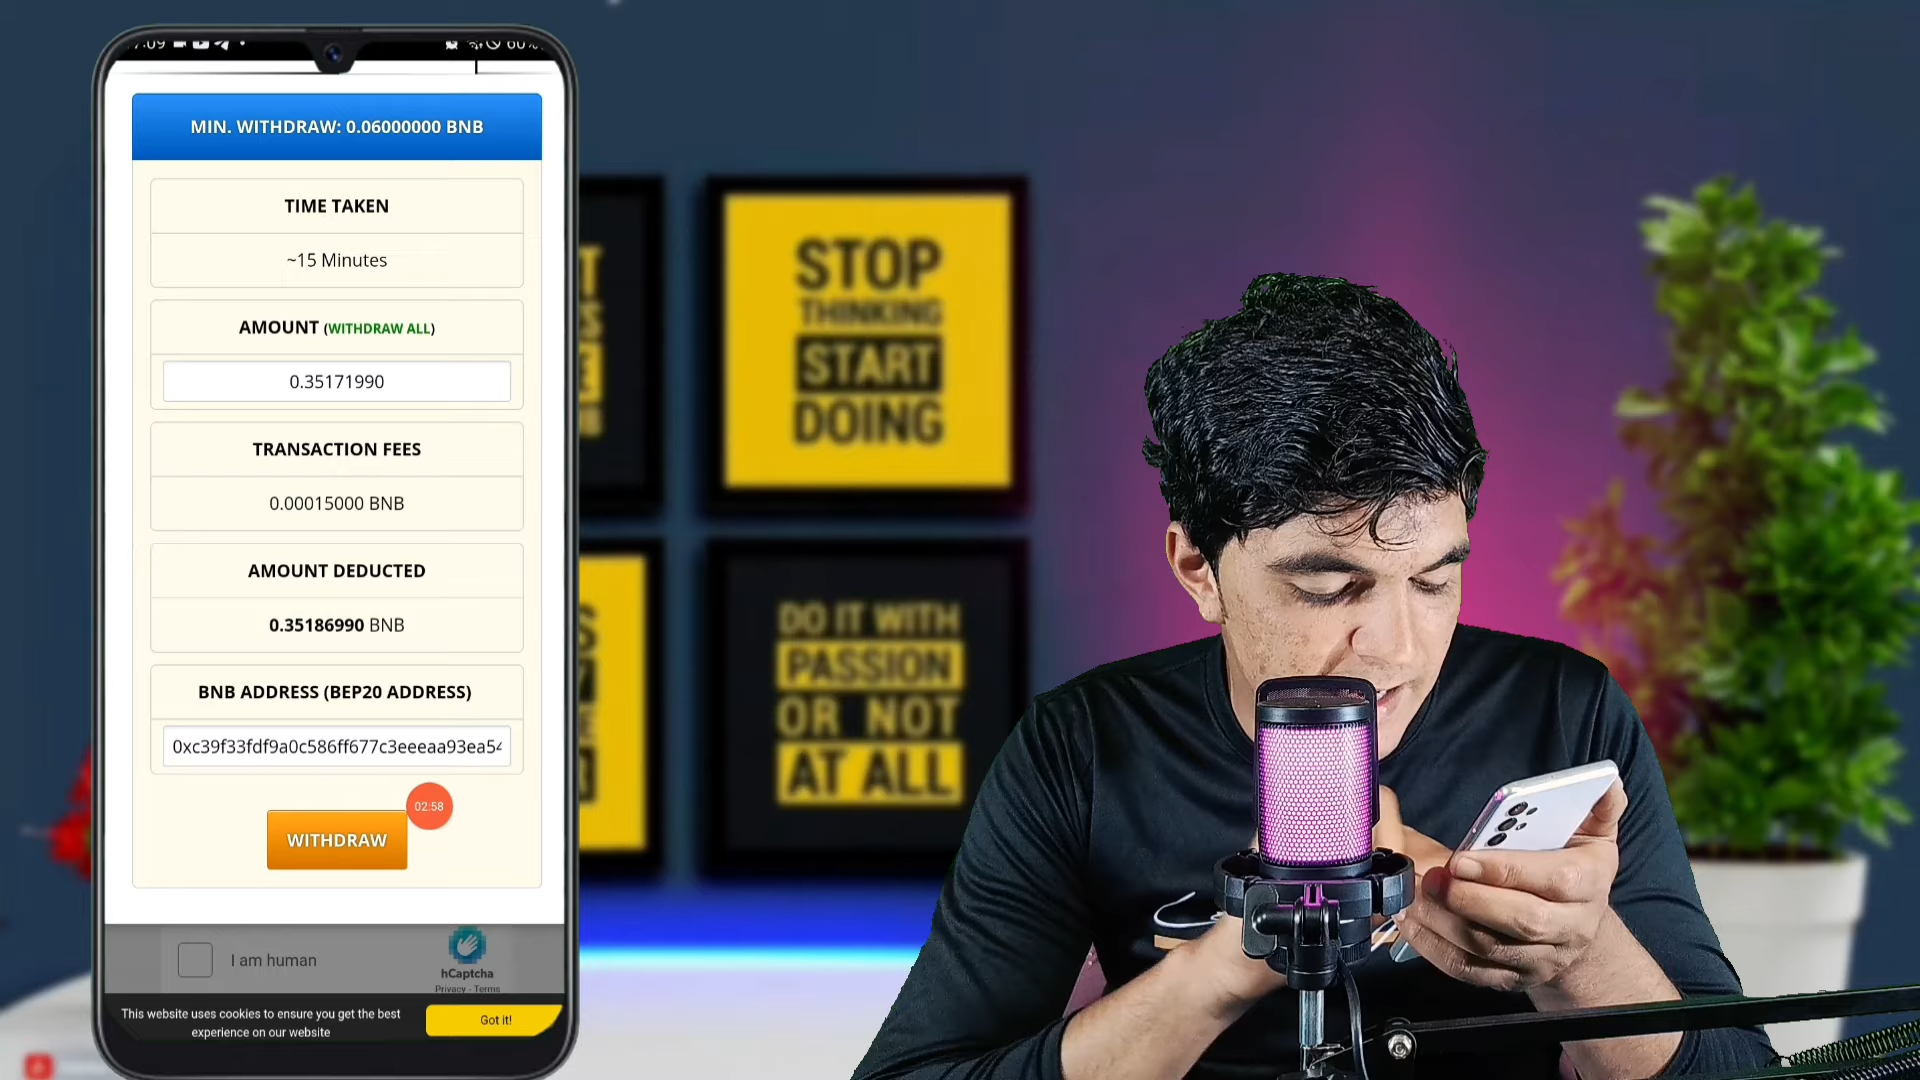 MIN. WITHDRAW: 0.06000000 BNB
TIME TAKEN
~15 Minutes
AMOUNT (WITHDRAW ALL)
0.35171990
TRANSACTION FEES
0.00015000 BNB
AMOUNT DEDUCTED
0.35186990 BNB
BNB ADDRESS (BEP20 ADDRESS)
0xc39f33fdf9a0c586ff677c3eeeaa93ea54
02:58
WITHDRAW
I am human
hCaptcha
Privacy - Terms
This website uses cookies to ensure you get the best
experience on our website
Got it!
STOP
THINKING
START
DOING
DO IT WITH
PASSION
OR NOT
AT ALL